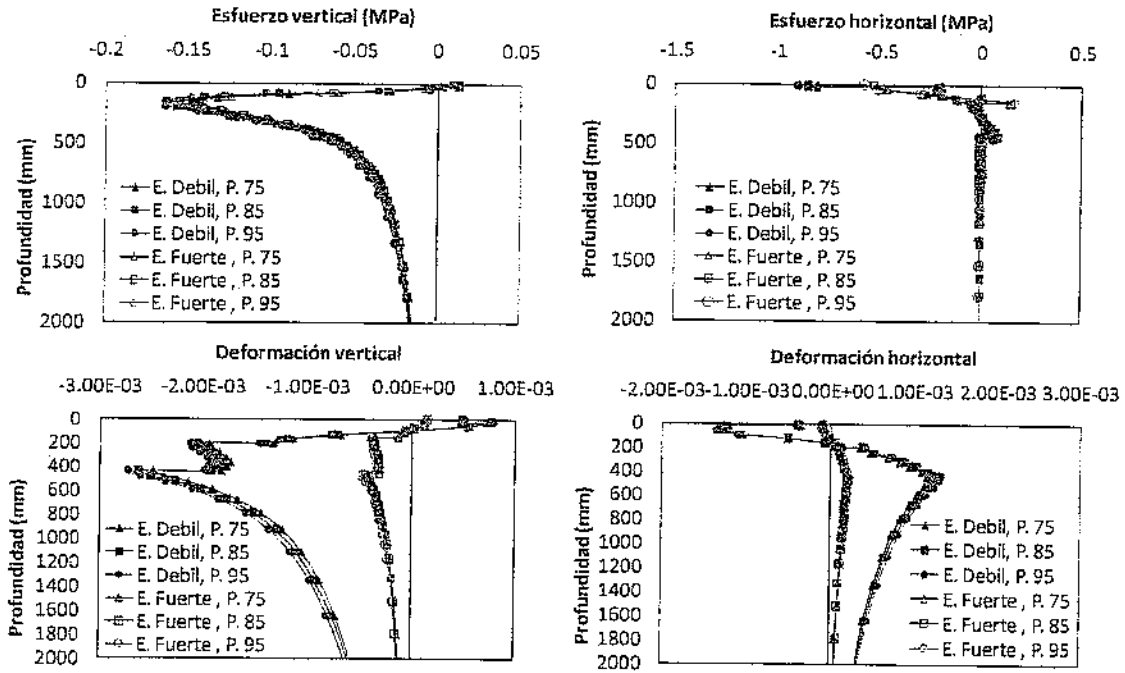 Esfuerzo vertical (MPa)
-0.2 -0.15 -0.1 -0.05 0 0.05
Profundidad (mm)
0
500
1000
1500
2000
E. Debil, P. 75
E. Debil, P. 85
E. Debil, P. 95
E. Fuerte , P. 75
E. Fuerte , P. 85
E. Fuerte , P. 95
Esfuerzo horizontal (MPa)
-1.5 -1 -0.5 0 0.5
Profundidad (mm)
0
500
1000
1500
2000
E. Debil, P. 75
E. Debil, P. 85
E. Debil, P. 95
E. Fuerte , P. 75
E. Fuerte , P. 85
E. Fuerte , P. 95
Deformación vertical
-3.00E-03 -2.00E-03 -1.00E-03 0.00E+00 1.00E-03
Profundidad (mm)
0
200
400
600
800
1000
1200
1400
1600
1800
2000
E. Debil, P. 75
E. Debil, P. 85
E. Debil, P. 95
E. Fuerte , P. 75
E. Fuerte , P. 85
E. Fuerte , P. 95
Deformación horizontal
-2.00E-03 -1.00E-03 0.00E+00 1.00E-03 2.00E-03 3.00E-03
Profundidad (mm)
0
200
400
600
800
1000
1200
1400
1600
1800
2000
E. Debil, P. 75
E. Debil, P. 85
E. Debil, P. 95
E. Fuerte , P. 75
E. Fuerte , P. 85
E. Fuerte , P. 95